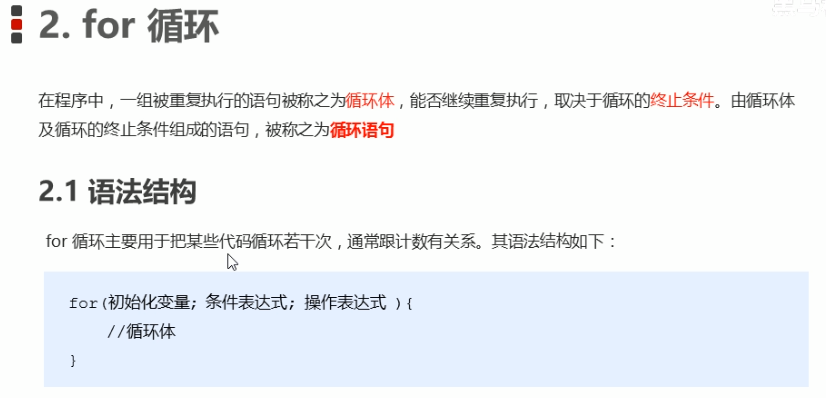 2. for 循环
在程序中，一组被重复执行的语句被称之为循环体，能否继续重复执行，取决于循环的终止条件。由循环体
及循环的终止条件组成的语句，被称之为循环语句
2.1 语法结构
for 循环主要用于把某些代码循环若干次，通常跟计数有关系。其语法结构如下：
for(初始化变量; 条件表达式; 操作表达式 ){
//循环体
}